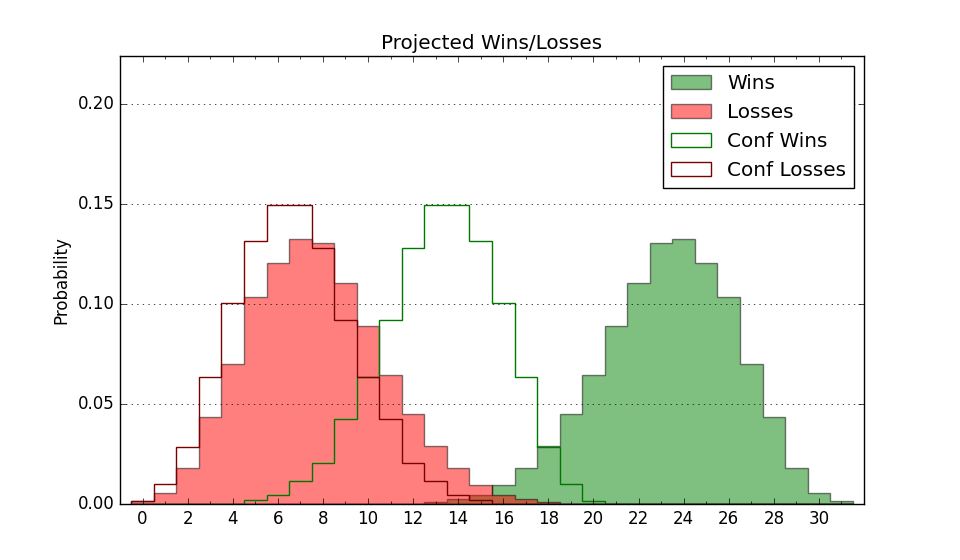 Projected Wins/Losses
Wins
Losses
Conf Wins
Conf Losses
Probability
0.20
0.15
0.10
0.05
0.00
0 2 4 6 8 10 12 14 16 18 20 22 24 26 28 30